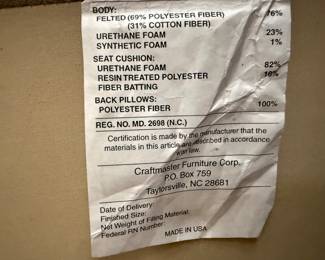 BODY:
FELTED (69% POLYESTER FIBER) 76%
(31% COTTON FIBER)
URETHANE FOAM 23%
SYNTHETIC FOAM 1%
SEAT CUSHION:
URETHANE FOAM 82%
RESIN TREATED POLYESTER 18%
FIBER BATTING
BACK PILLOWS:
POLYESTER FIBER 100%
REG. NO. MD. 2698 (N.C.)
Certification is made by the manufacturer that the
materials in this article are described in accordance
law.
Craftmaster Furniture Corp.
P.O. Box 759
Taylorsville, NC 28681
Date of Delivery:
Finished Size:
Net Weight of Filling Material:
Federal RN Number:
MADE IN USA